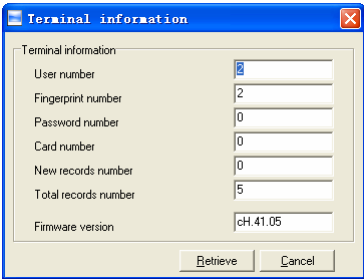 Terminal information
Terminal information
User number 2
Fingerprint number 2
Password number 0
Card number 0
New records number 0
Total records number 5
Firmware version cH.41.05
Retrieve Cancel